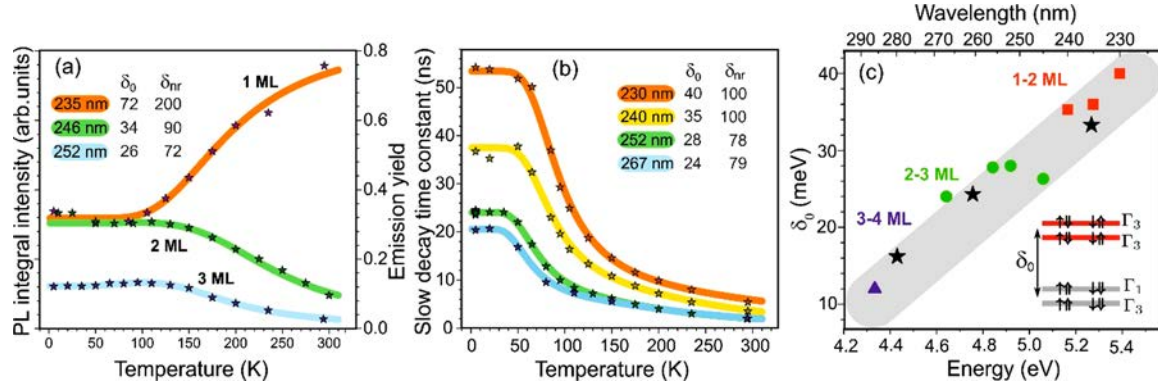 (a)
PL integral intensity (arb.units)
δ₀ δnr
235 nm 72 200
246 nm 34 90
252 nm 26 72
1 ML
2 ML
3 ML
0.8
0.6
0.4
0.2
0.0
Emission yield
0 50 100 150 200 250 300
Temperature (K)
(b)
Slow decay time constant (ns)
50
40
30
20
10
0
δ₀ δnr
230 nm 40 100
240 nm 35 100
252 nm 28 78
267 nm 24 79
0 50 100 150 200 250 300
Temperature (K)
Wavelength (nm)
290 280 270 260 250 240 230
(c)
δ₀ (meV)
40
30
20
10
1-2 ML
2-3 ML
3-4 ML
δ₀
↑⇓ ↓⇑ Γ₃
↑⇓ ↓⇑ Γ₃
↑⇑ ↓⇓ Γ₁
↑⇑ ↓⇓ Γ₃
4.2 4.4 4.6 4.8 5.0 5.2 5.4
Energy (eV)